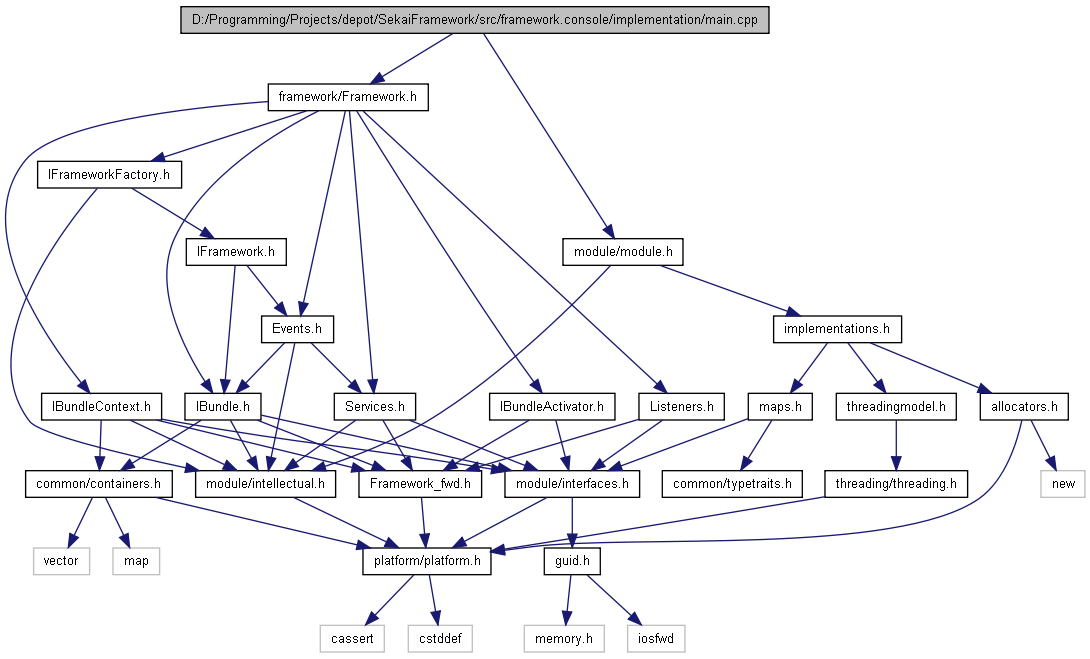 D:/Programming/Projects/depot/SekaiFramework/src/framework.console/implementation/main.cpp
framework/Framework.h
IFrameworkFactory.h
IFramework.h
module/module.h
Events.h
implementations.h
IBundleContext.h
IBundle.h
Services.h
IBundleActivator.h
Listeners.h
maps.h
threadingmodel.h
allocators.h
common/containers.h
module/intellectual.h
Framework_fwd.h
module/interfaces.h
common/typetraits.h
threading/threading.h
new
vector
map
platform/platform.h
guid.h
cassert
cstddef
memory.h
iosfwd